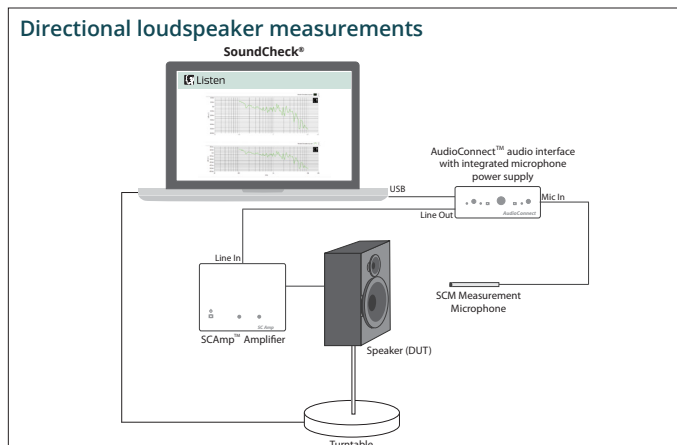 Directional loudspeaker measurements
SoundCheck®
Listen
AudioConnect™ audio interface
with integrated microphone
power supply
USB
Mic In
Line Out
AudioConnect
Line In
SCM Measurement
Microphone
SC Amp
SCAmp™ Amplifier
Speaker (DUT)
Turntable